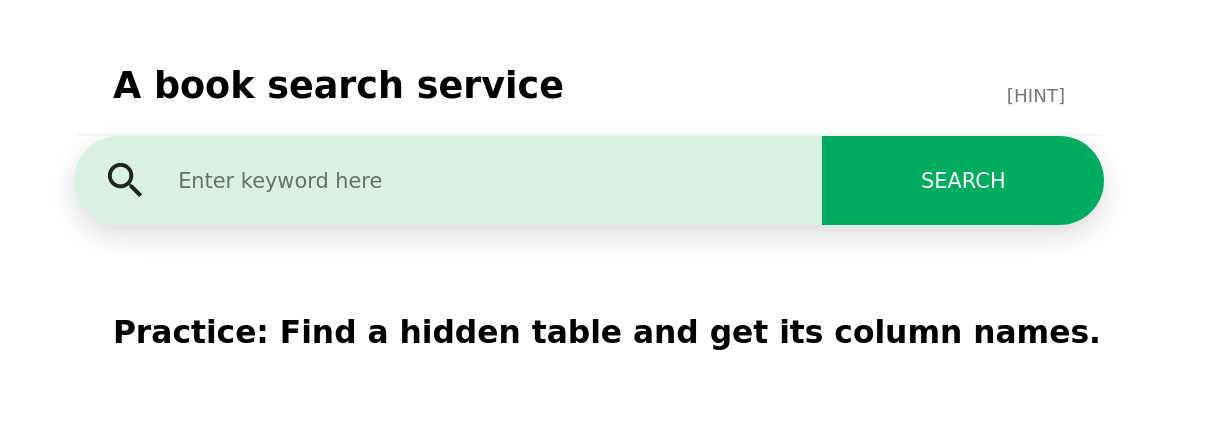 A book search service
[HINT]
Enter keyword here
SEARCH
Practice: Find a hidden table and get its column names.